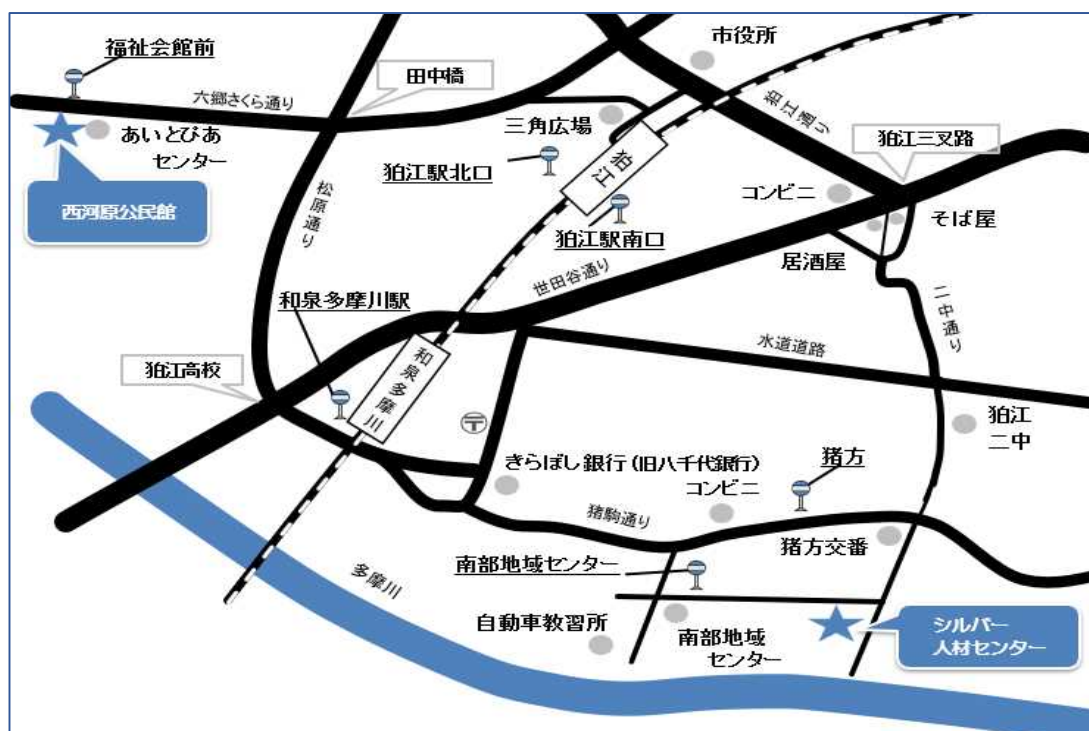 福祉会館前
市役所
田中橋
六郷さくら通り
狛江通り
三角広場
あいとぴあ
センター
狛江
狛江三叉路
狛江駅北口
コンビニ
西河原公民館
松原通り
そば屋
狛江駅南口
居酒屋
世田谷通り
和泉多摩川駅
二中通り
水道道路
狛江高校
和泉多摩川
〒
狛江
二中
きらぼし銀行(旧八千代銀行)
コンビニ
猪方
猪駒通り
猪方交番
南部地域センター
多摩川
自動車教習所
南部地域
センター
シルバー
人材センター